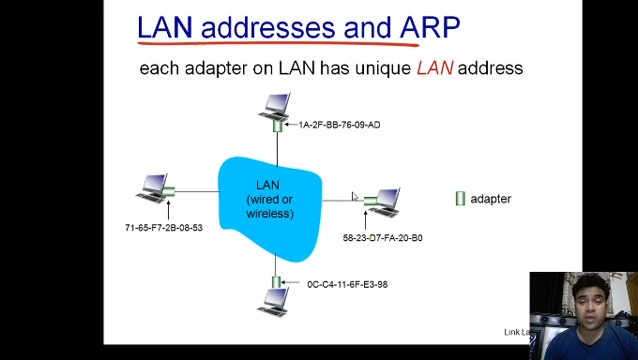 LAN addresses and ARP
each adapter on LAN has unique LAN address
1A-2F-BB-76-09-AD
LAN
(wired or
wireless)
adapter
71-65-F7-2B-08-53
58-23-D7-FA-20-B0
0C-C4-11-6F-E3-98
Link